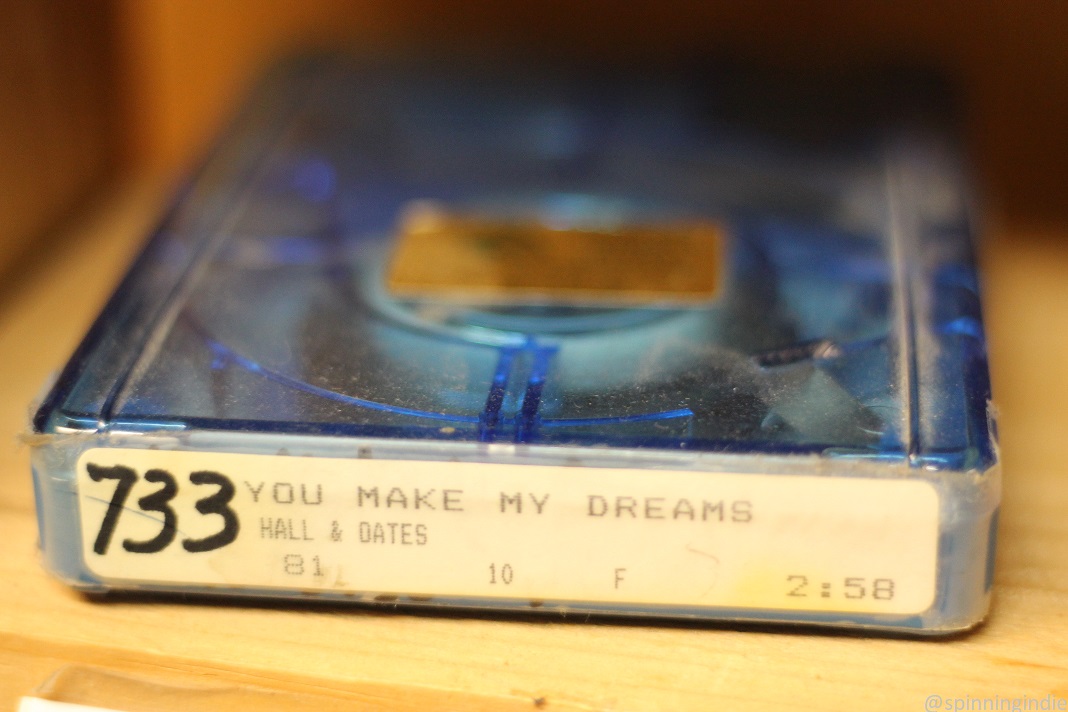 733 YOU MAKE MY DREAMS
HALL & OATES
81 10 F 2:58
@spinningindie